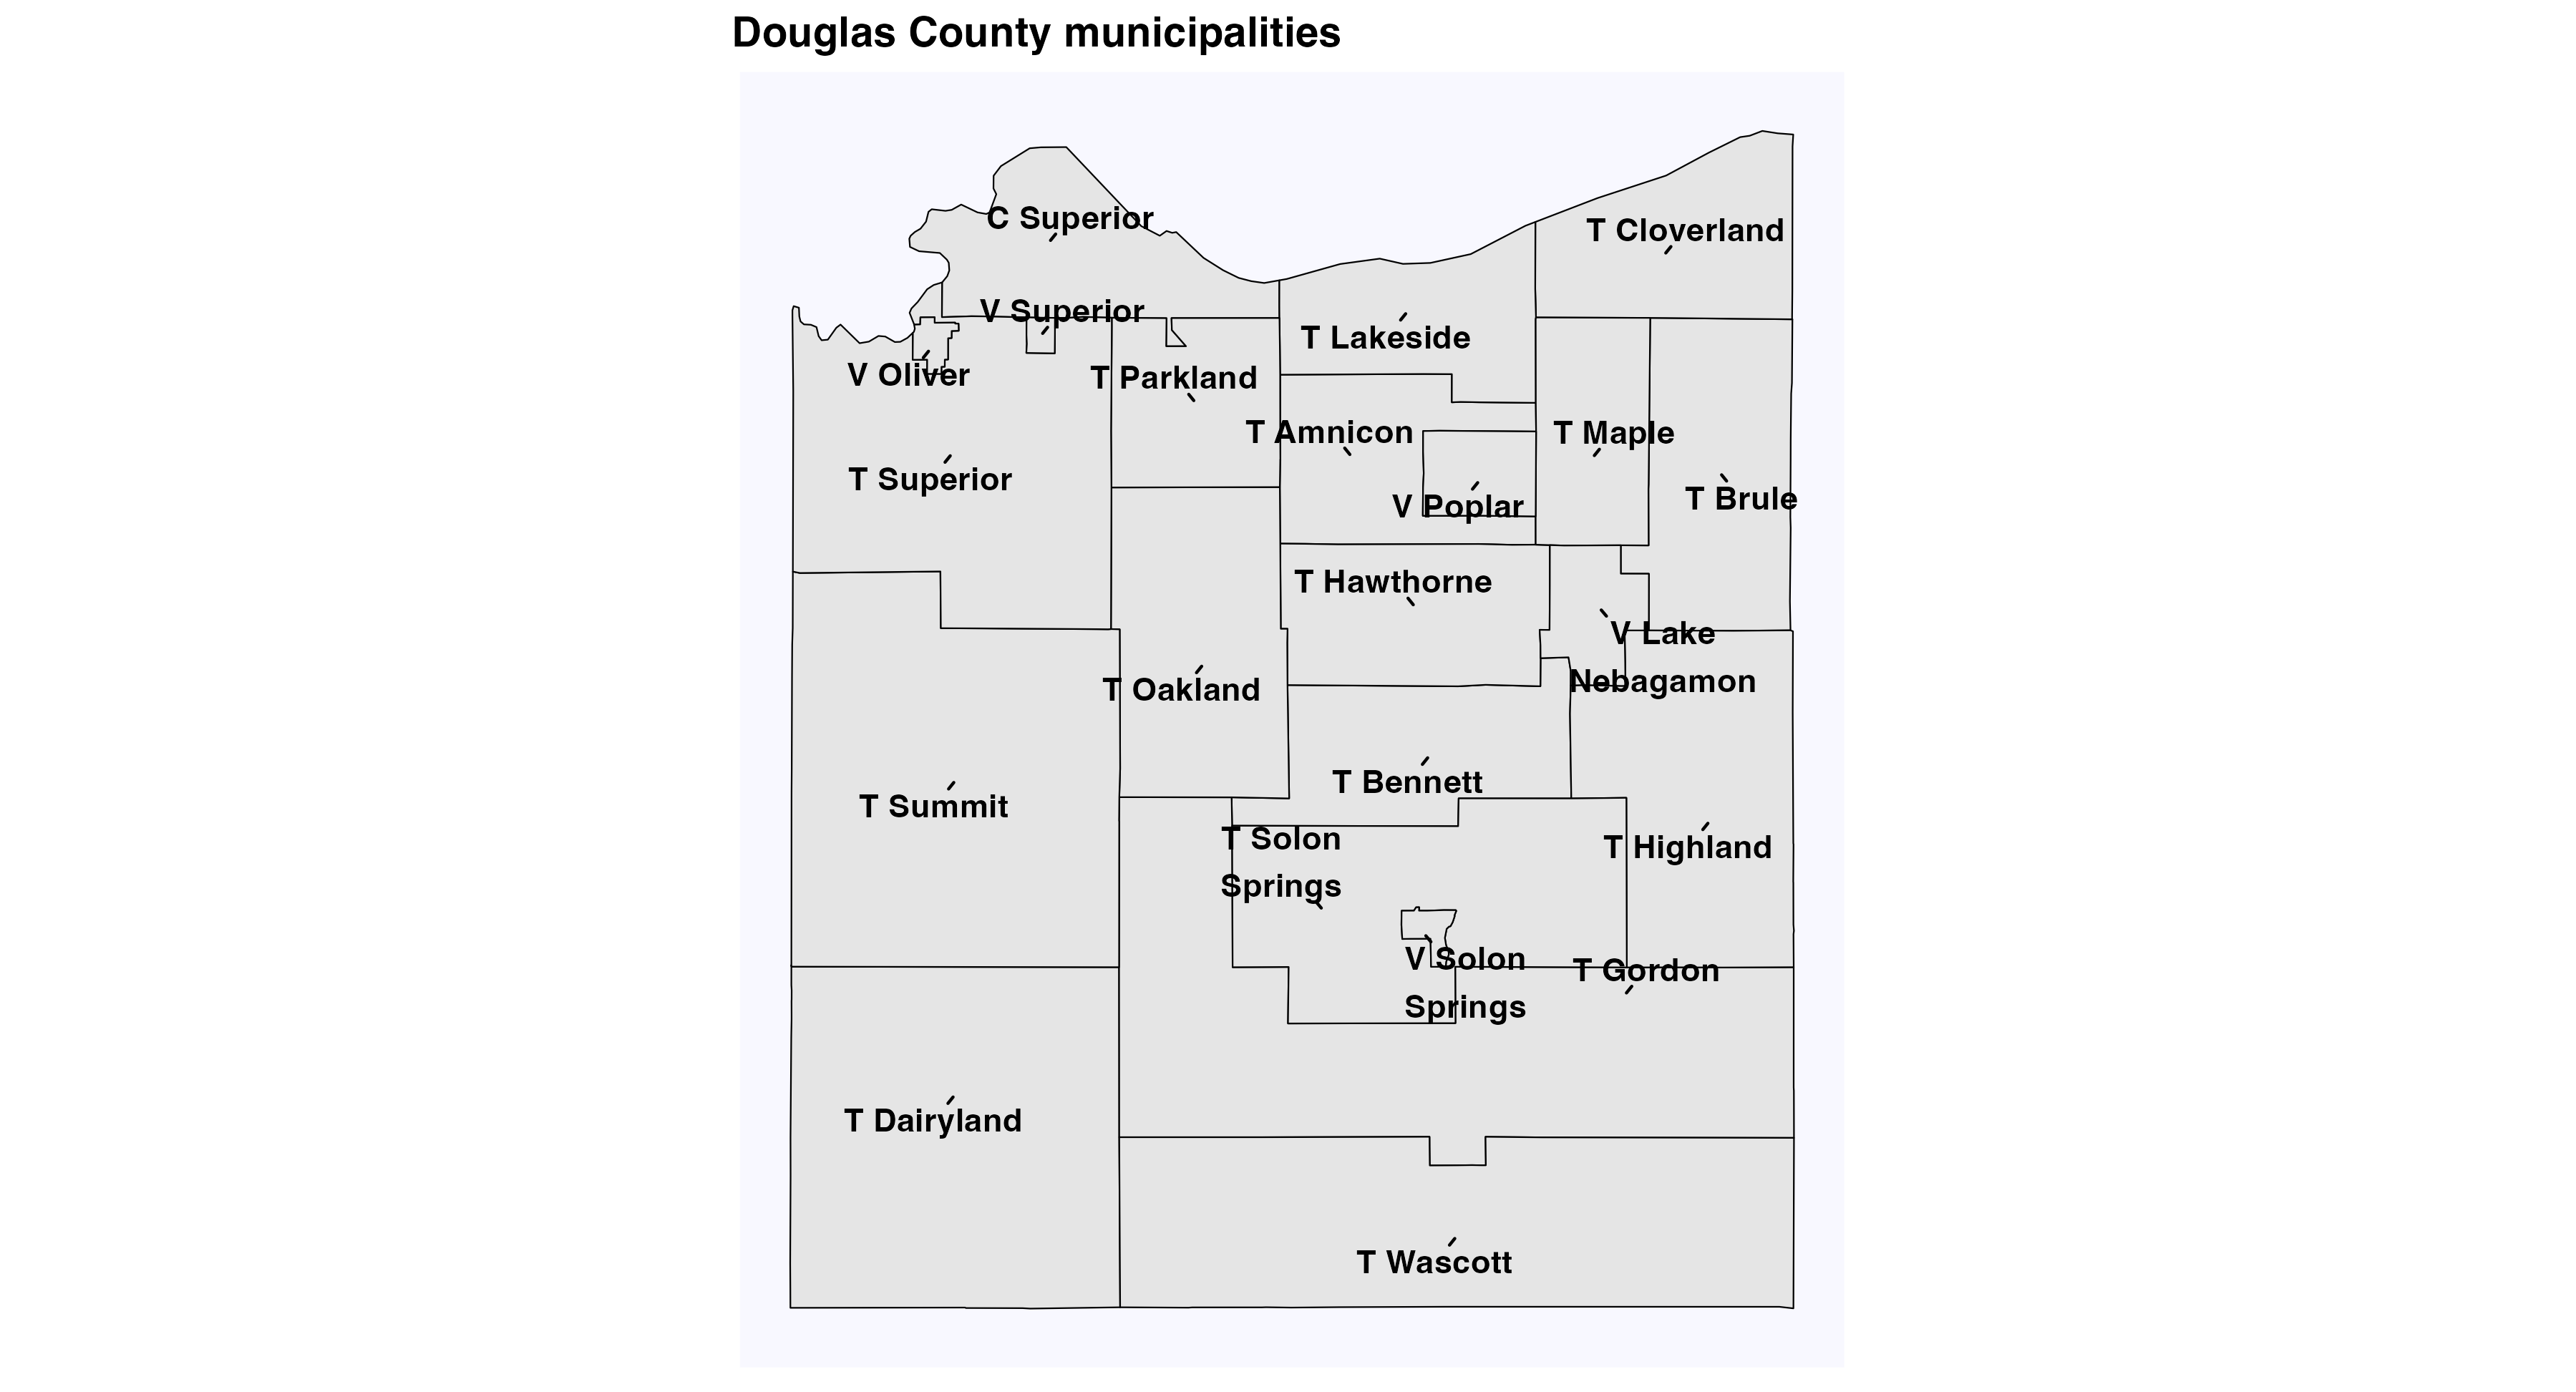 Douglas County municipalities
C Superior
T Cloverland
V Superior
T Lakeside
V Oliver
T Parkland
T Amnicon
T Maple
T Superior
V Poplar
T Brule
T Hawthorne
V Lake
Nebagamon
T Oakland
T Bennett
T Summit
T Solon
Springs
T Highland
V Solon
Springs
T Gordon
T Dairyland
T Wascott